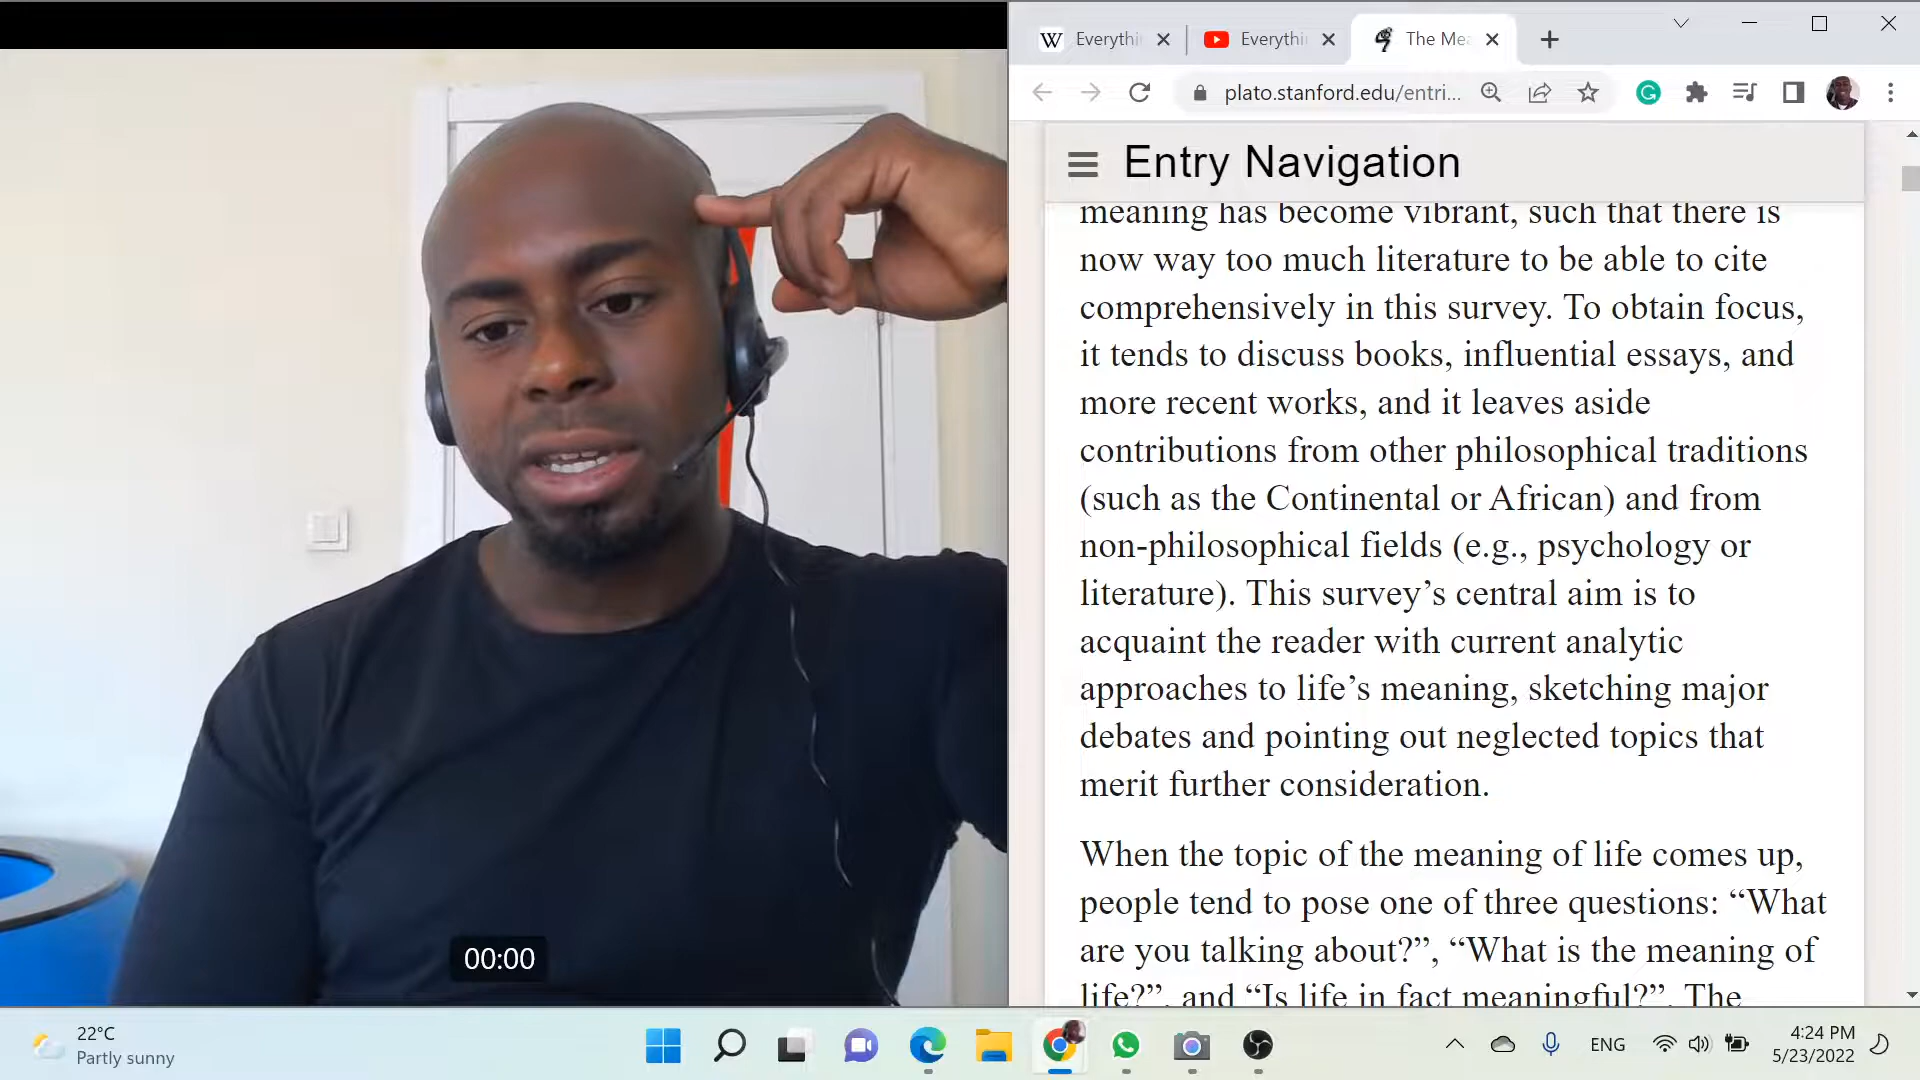 Everythi
Everythi
The Mea
plato.stanford.edu/entri...
Entry Navigation
meaning has become vibrant, such that there is
now way too much literature to be able to cite
comprehensively in this survey. To obtain focus,
it tends to discuss books, influential essays, and
more recent works, and it leaves aside
contributions from other philosophical traditions
(such as the Continental or African) and from
non-philosophical fields (e.g., psychology or
literature). This survey’s central aim is to
acquaint the reader with current analytic
approaches to life’s meaning, sketching major
debates and pointing out neglected topics that
merit further consideration.
When the topic of the meaning of life comes up,
people tend to pose one of three questions: “What
are you talking about?”, “What is the meaning of
life?”, and “Is life in fact meaningful?”. The
00:00
22°C
Partly sunny
ENG
4:24 PM
5/23/2022